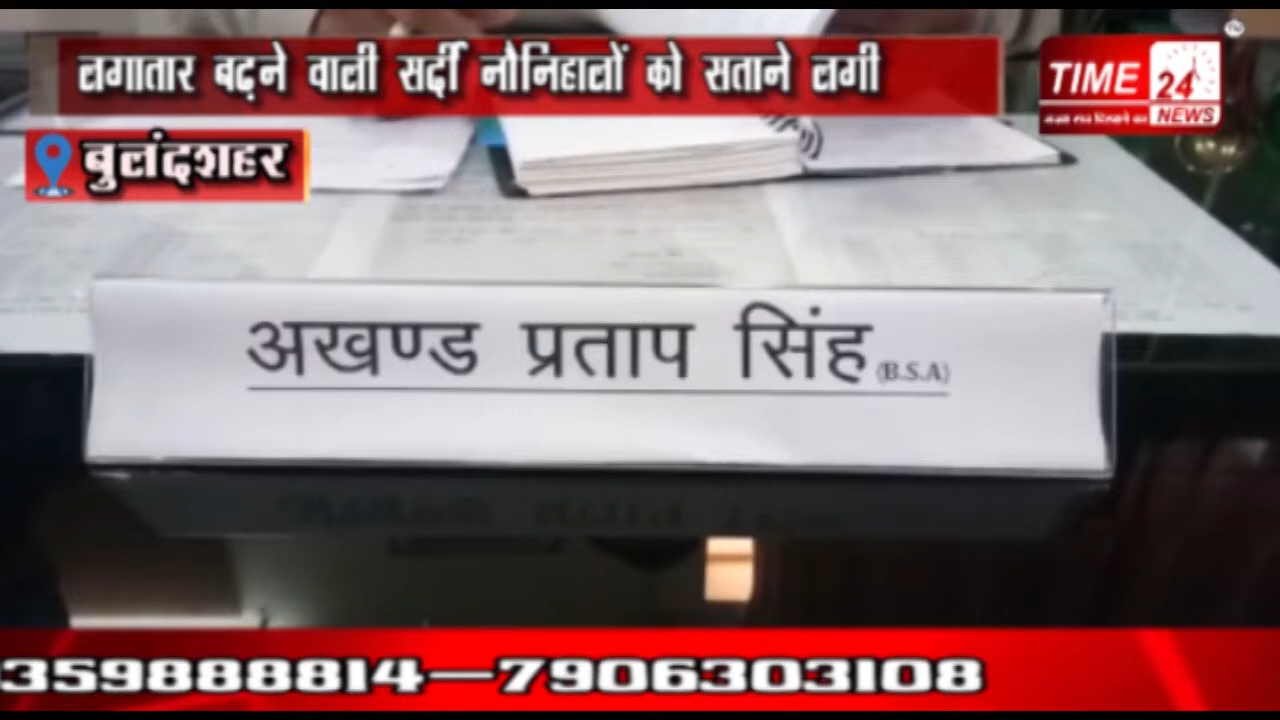 लगातार बढ़ने वाली सर्दी नौनिहालों को सताने लगी
TIME 24 NEWS
बुलंदशहर
अखण्ड प्रताप सिंह (B.S.A)
359888814—7906303108